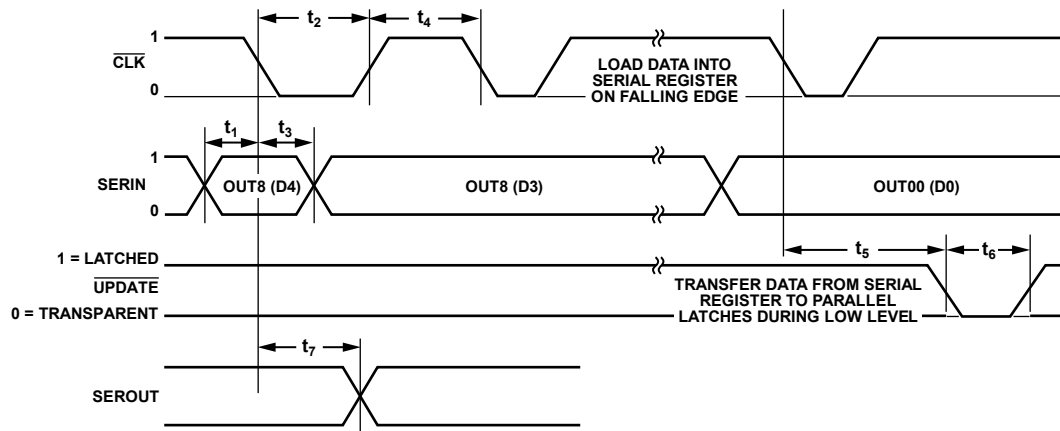 t2
t4
1
CLK
0
LOAD DATA INTO
SERIAL REGISTER
ON FALLING EDGE
t1
t3
1
SERIN
0
OUT8 (D4)
OUT8 (D3)
OUT00 (D0)
t5
t6
1 = LATCHED
UPDATE
0 = TRANSPARENT
TRANSFER DATA FROM SERIAL
REGISTER TO PARALLEL
LATCHES DURING LOW LEVEL
t7
SEROUT